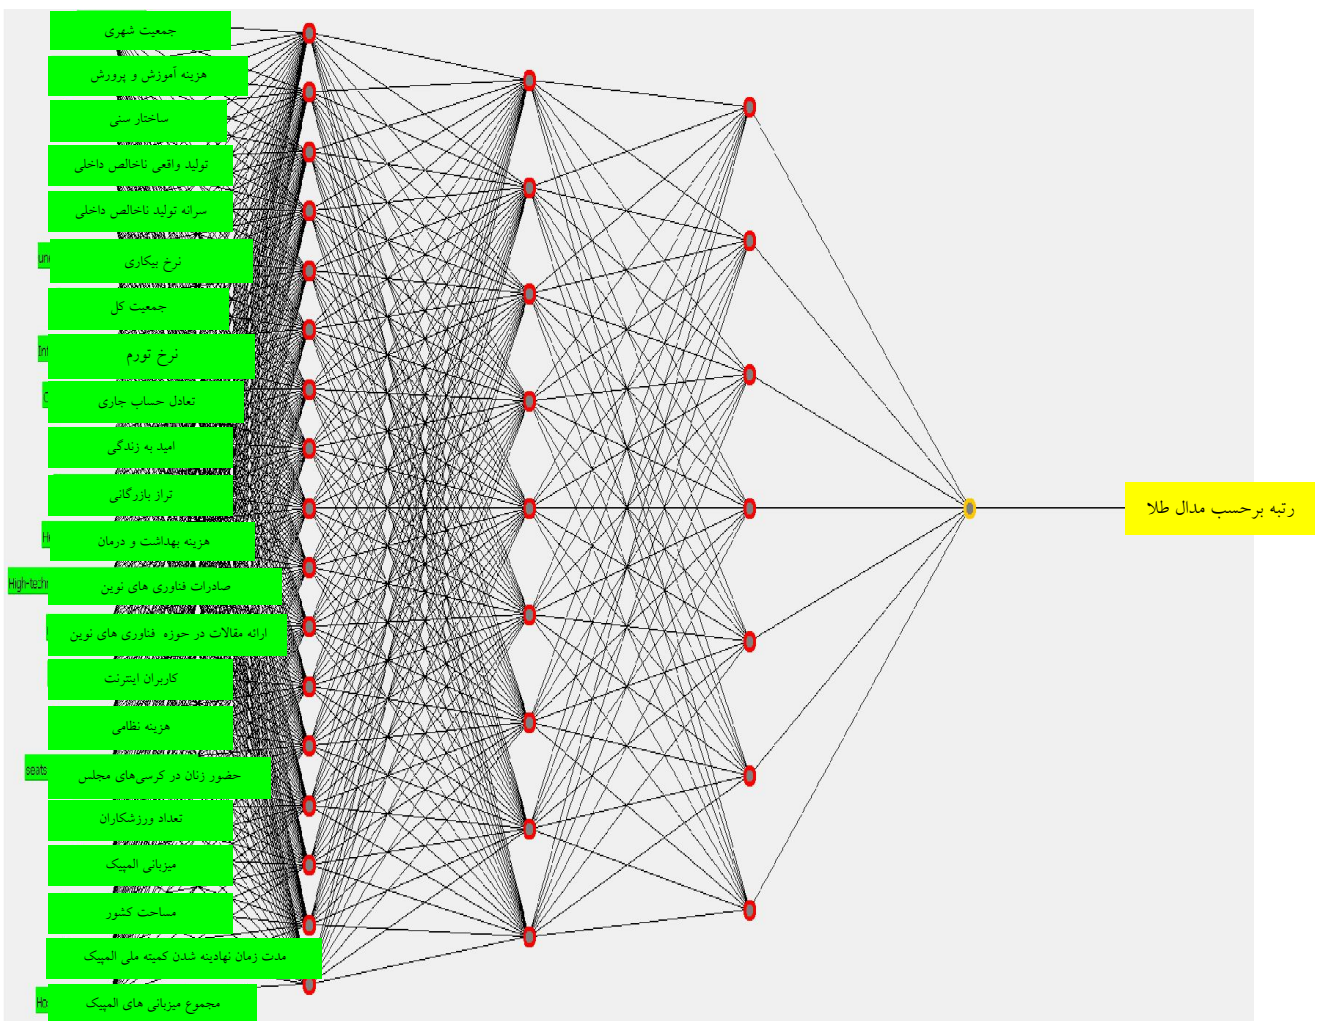 جمعیت شهری
هزینه آموزش و پرورش
ساختار سنی
تولید واقعی ناخالص داخلی
سرانه تولید ناخالص داخلی
نرخ بیکاری
جمعیت کل
نرخ تورم
تعادل حساب جاری
امید به زندگی
تراز بازرگانی
هزینه بهداشت و درمان
High-techn
صادرات فناوری های نوین
ارائه مقالات در حوزه فناوری های نوین
کاربران اینترنت
هزینه نظامی
seats
حضور زنان در کرسی‌های مجلس
تعداد ورزشکاران
میزبانی المپیک
مساحت کشور
مدت زمان نهادینه شدن کمیته ملی المپیک
مجموع میزبانی های المپیک
رتبه برحسب مدال طلا